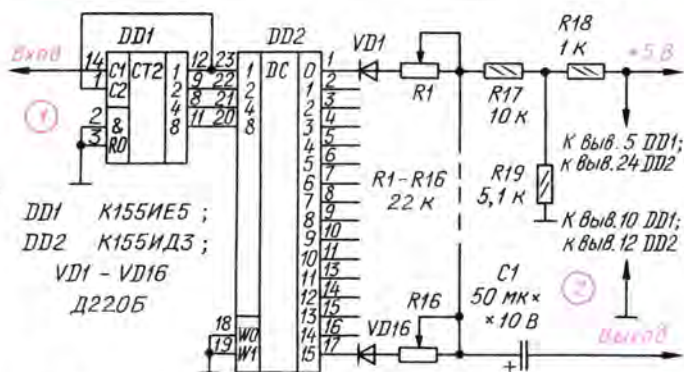 DD1
DD2
R18
1 к
Вход
14
1
C1
C2
CT2
1
2
4
8
12
9
8
11
23
22
21
20
1
2
4
8
DC
0
1
2
3
4
5
6
7
8
9
10
11
12
13
14
15
1
2
3
4
5
6
7
8
9
10
11
13
14
15
16
17
VD1
R1
R17
10 к
+5 В
1
2
3
&
R0
R1-R16
22 к
R19
5,1 к
К выв. 5 DD1;
к выв. 24 DD2
DD1 К155ИЕ5 ;
DD2 К155ИД3 ;
VD1 - VD16
Д220Б
К выв. 10 DD1;
к выв. 12 DD2
18
19
W0
W1
VD16
R16
C1
50 мк×
×10 В
+
2
Выход